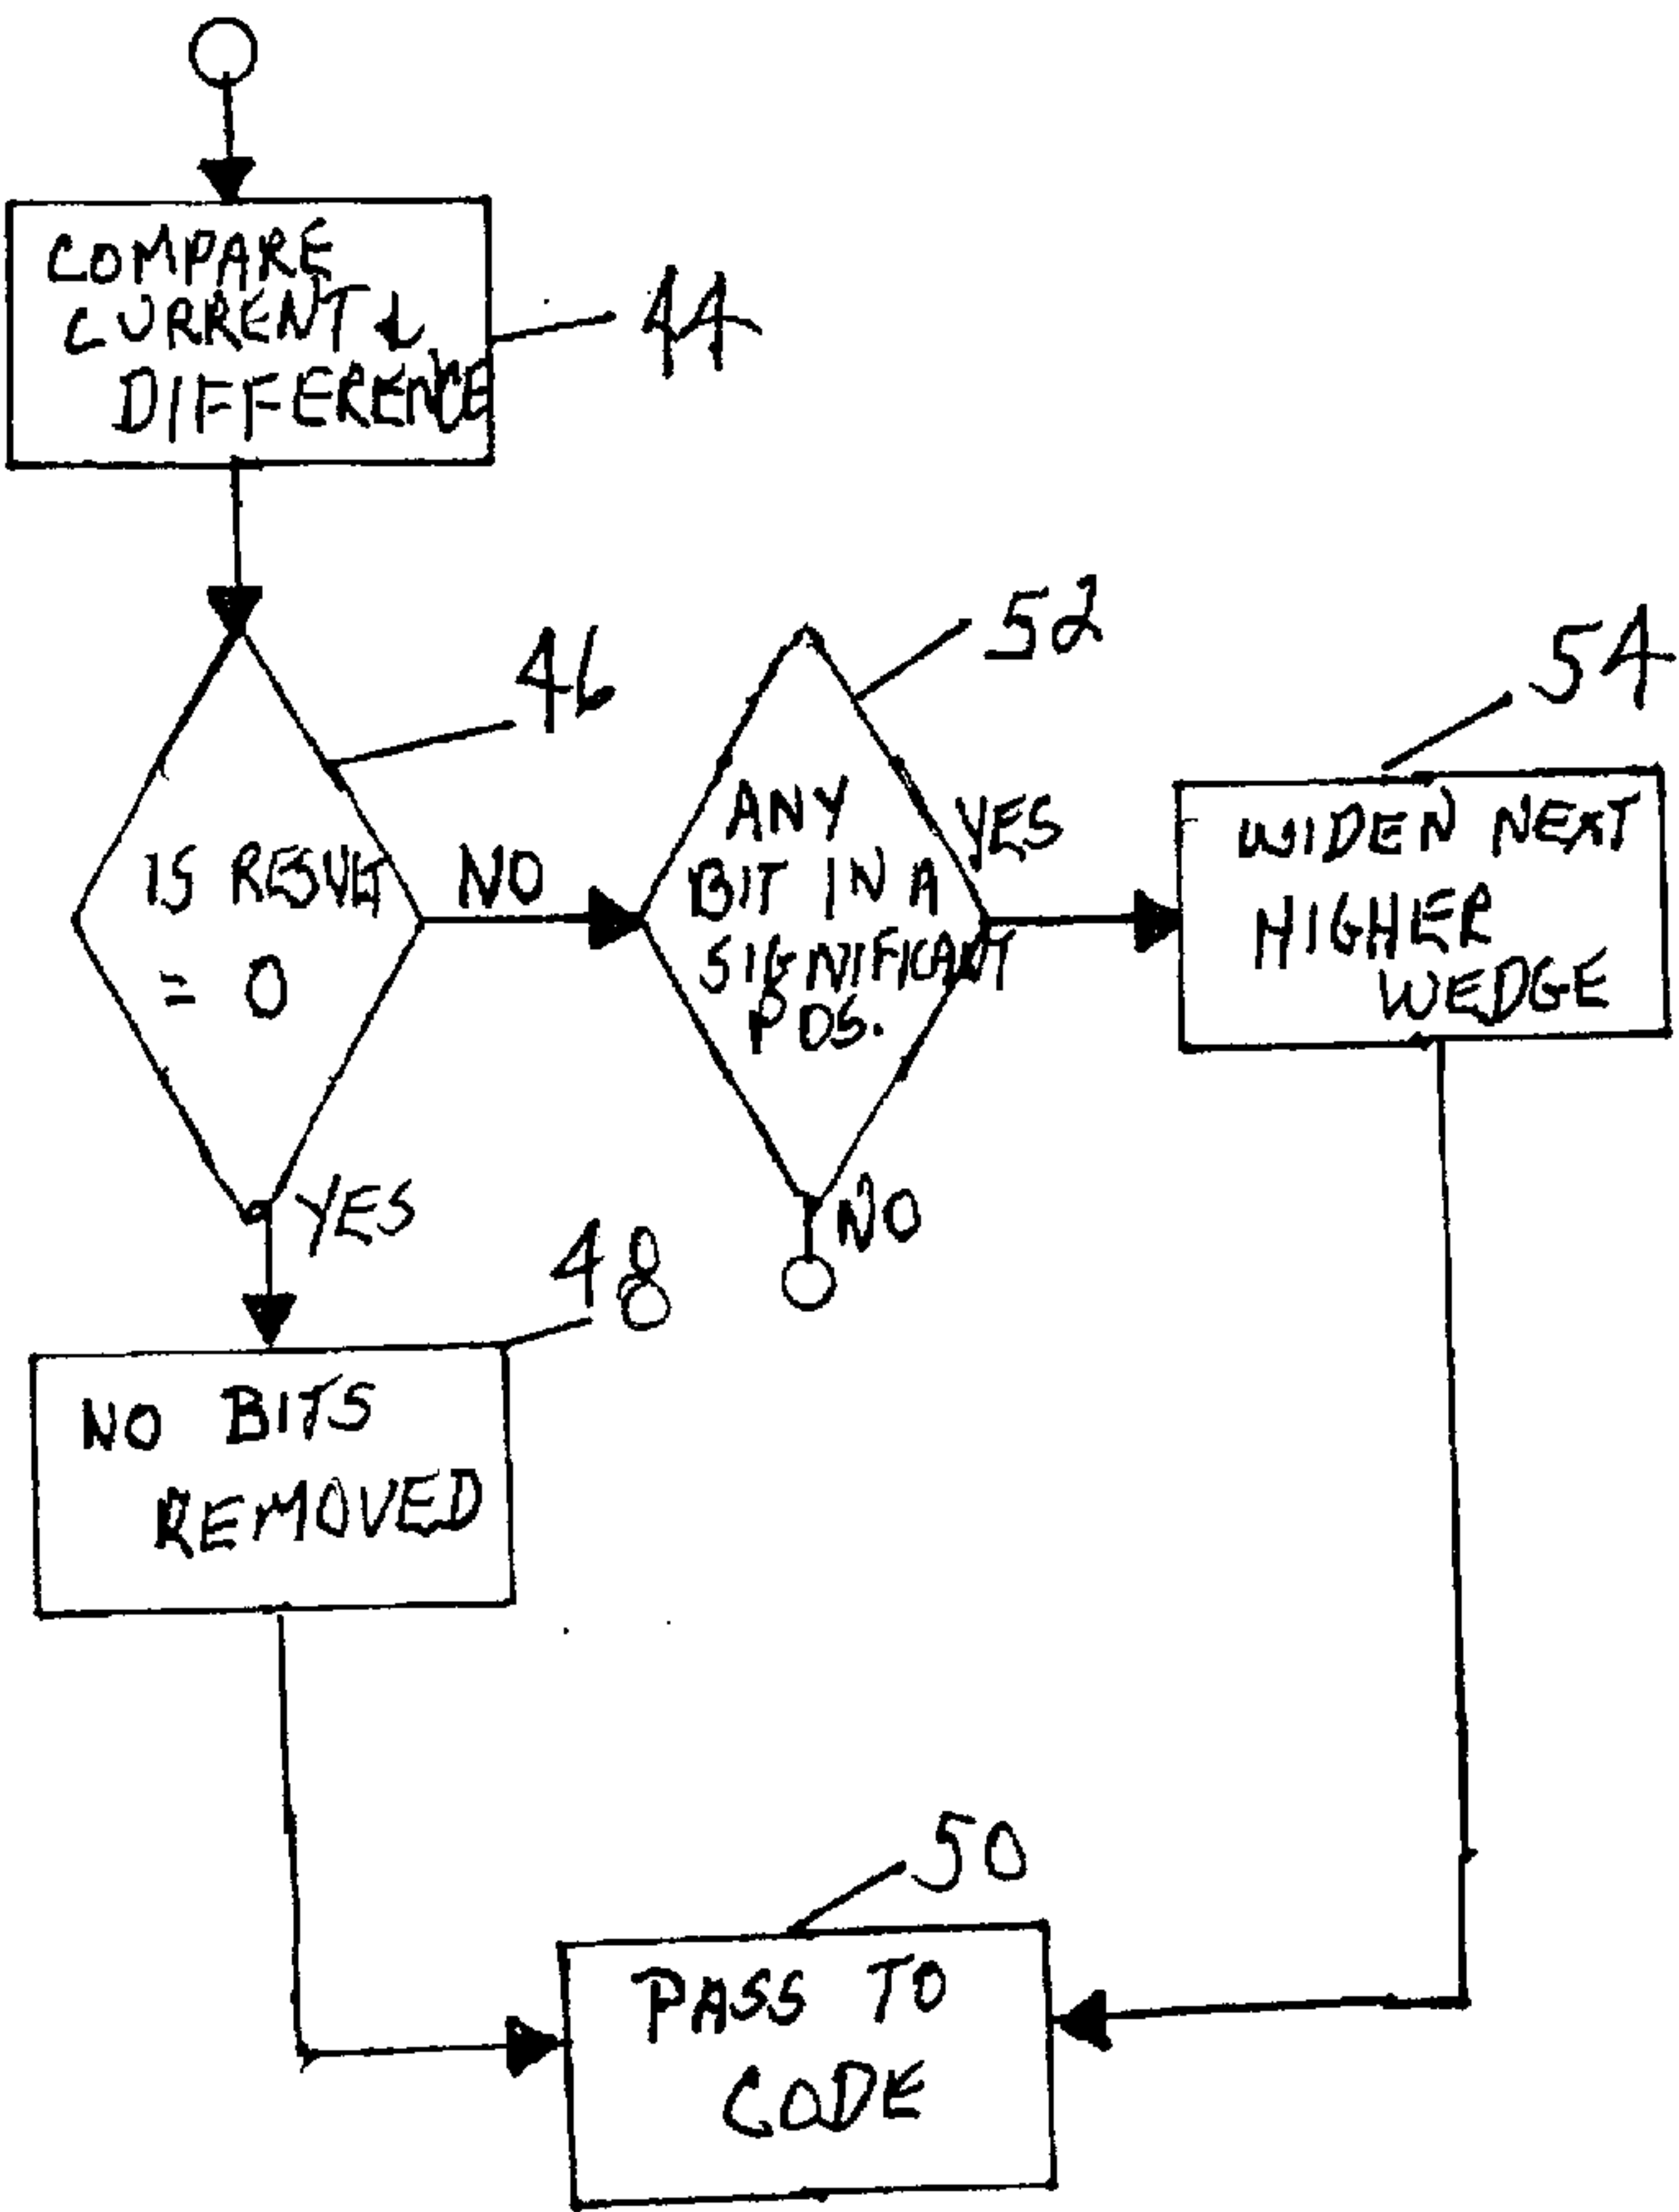 COMPARE
CURRENT &
DIFFERENCE
44
46
IS RESULT
= 0
NO
YES
52
ANY
BIT IN A
SIGNIFICANT
POS.
YES
NO
54
WIDEN NEXT
HIGHER
WEDGE
48
NO BITS
REMOVED
50
PASS TO
CODE